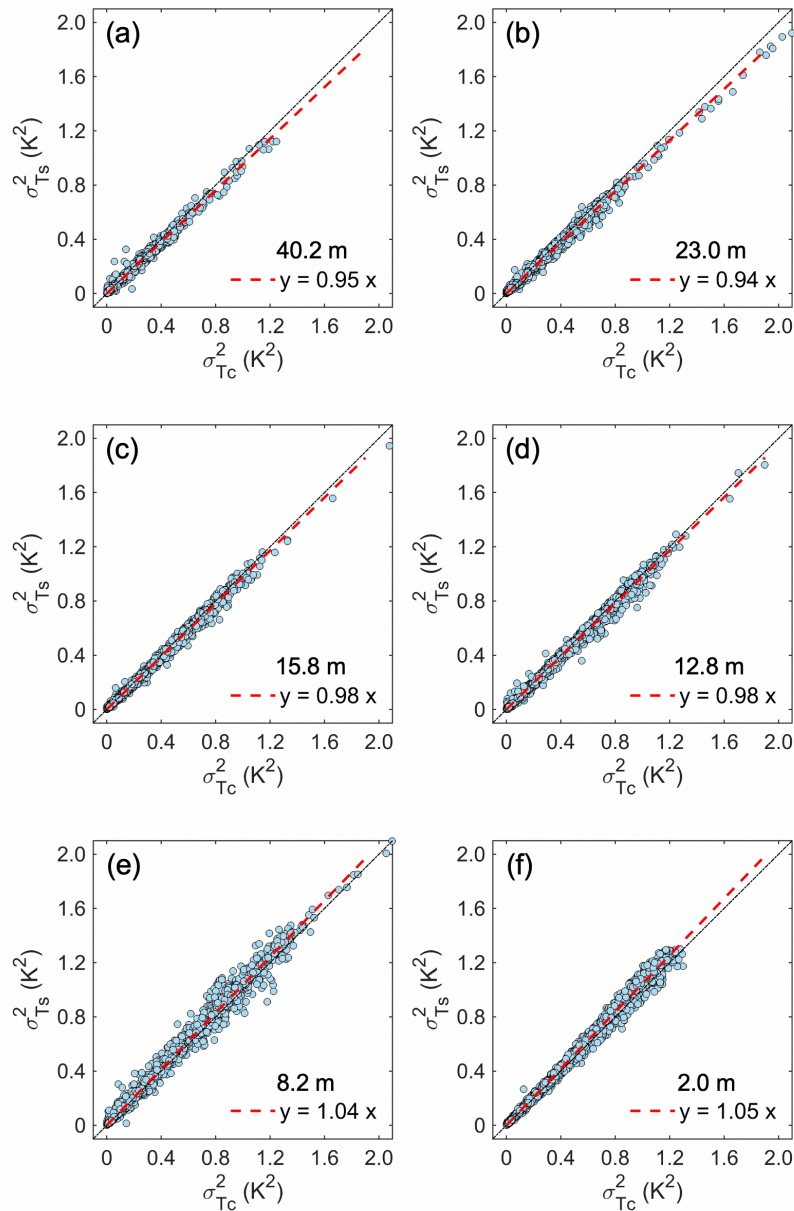 (a)
2.0
1.6
1.2
0.8
0.4
0
σ²Ts (K²)
40.2 m
y = 0.95 x
0 0.4 0.8 1.2 1.6 2.0
σ²Tc (K²)
(b)
2.0
1.6
1.2
0.8
0.4
0
σ²Ts (K²)
23.0 m
y = 0.94 x
0 0.4 0.8 1.2 1.6 2.0
σ²Tc (K²)
(c)
2.0
1.6
1.2
0.8
0.4
0
σ²Ts (K²)
15.8 m
y = 0.98 x
0 0.4 0.8 1.2 1.6 2.0
σ²Tc (K²)
(d)
2.0
1.6
1.2
0.8
0.4
0
σ²Ts (K²)
12.8 m
y = 0.98 x
0 0.4 0.8 1.2 1.6 2.0
σ²Tc (K²)
(e)
2.0
1.6
1.2
0.8
0.4
0
σ²Ts (K²)
8.2 m
y = 1.04 x
0 0.4 0.8 1.2 1.6 2.0
σ²Tc (K²)
(f)
2.0
1.6
1.2
0.8
0.4
0
σ²Ts (K²)
2.0 m
y = 1.05 x
0 0.4 0.8 1.2 1.6 2.0
σ²Tc (K²)